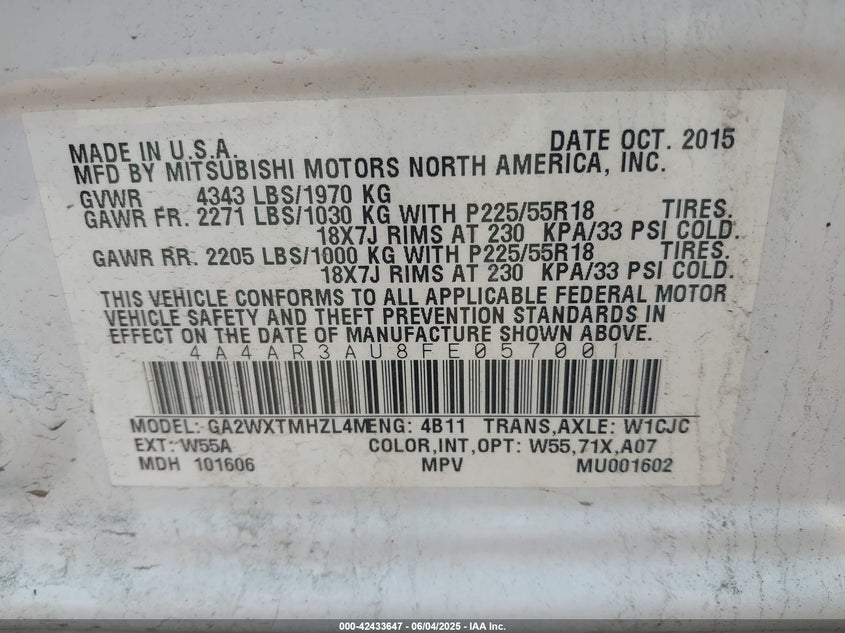 MADE IN U.S.A. DATE OCT. 2015
MFD BY MITSUBISHI MOTORS NORTH AMERICA, INC.
GVWR 4343 LBS/1970 KG
GAWR FR. 2271 LBS/1030 KG WITH P225/55R18 TIRES.
18X7J RIMS AT 230 KPA/33 PSI COLD.
GAWR RR. 2205 LBS/1000 KG WITH P225/55R18 TIRES.
18X7J RIMS AT 230 KPA/33 PSI COLD.
THIS VEHICLE CONFORMS TO ALL APPLICABLE FEDERAL MOTOR
VEHICLE SAFETY AND THEFT PREVENTION STANDARDS IN
EFFECT ON THE DATE OF MANUFACTURE SHOWN ABOVE.
4A4AR3AU8FE057001
MODEL: GA2WXTMHZL4M ENG: 4B11 TRANS,AXLE: W1CJC
EXT: W55A COLOR,INT,OPT: W55,71X,A07
MDH 101606 MPV MU001602
000-42433647 - 06/04/2025 - IAA Inc.